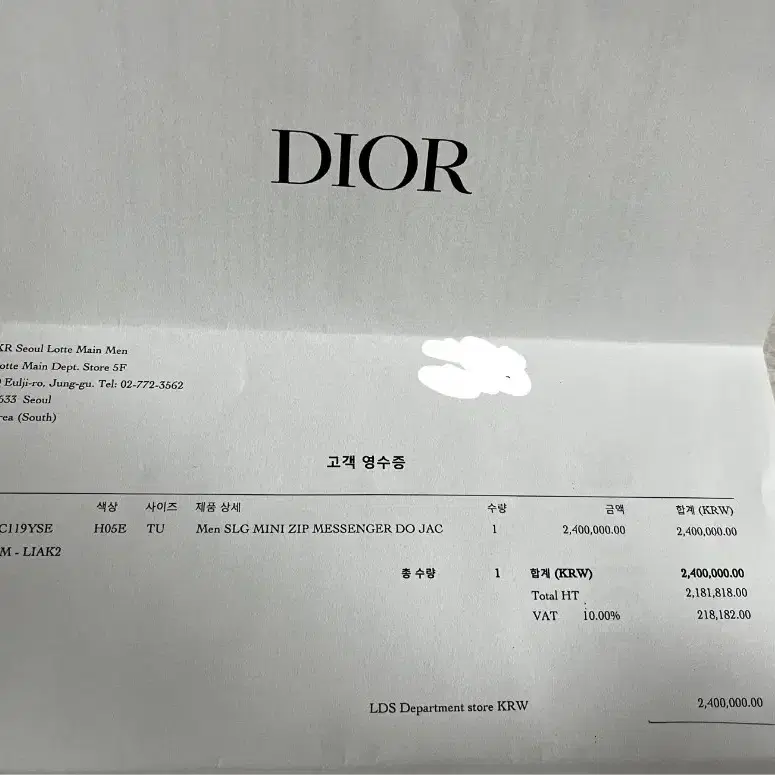 DIOR
KR Seoul Lotte Main Men
otte Main Dept. Store 5F
Eulji-ro, Jung-gu. Tel: 02-772-3562
633 Seoul
rea (South)
고객 영수증
색상 사이즈 제품 상세 수량 금액 합계 (KRW)
C119YSE H05E TU Men SLG MINI ZIP MESSENGER DO JAC 1 2,400,000.00 2,400,000.00
M - LIAK2
총 수량 1 합계 (KRW) 2,400,000.00
Total HT 2,181,818.00
VAT 10.00% 218,182.00
LDS Department store KRW 2,400,000.00